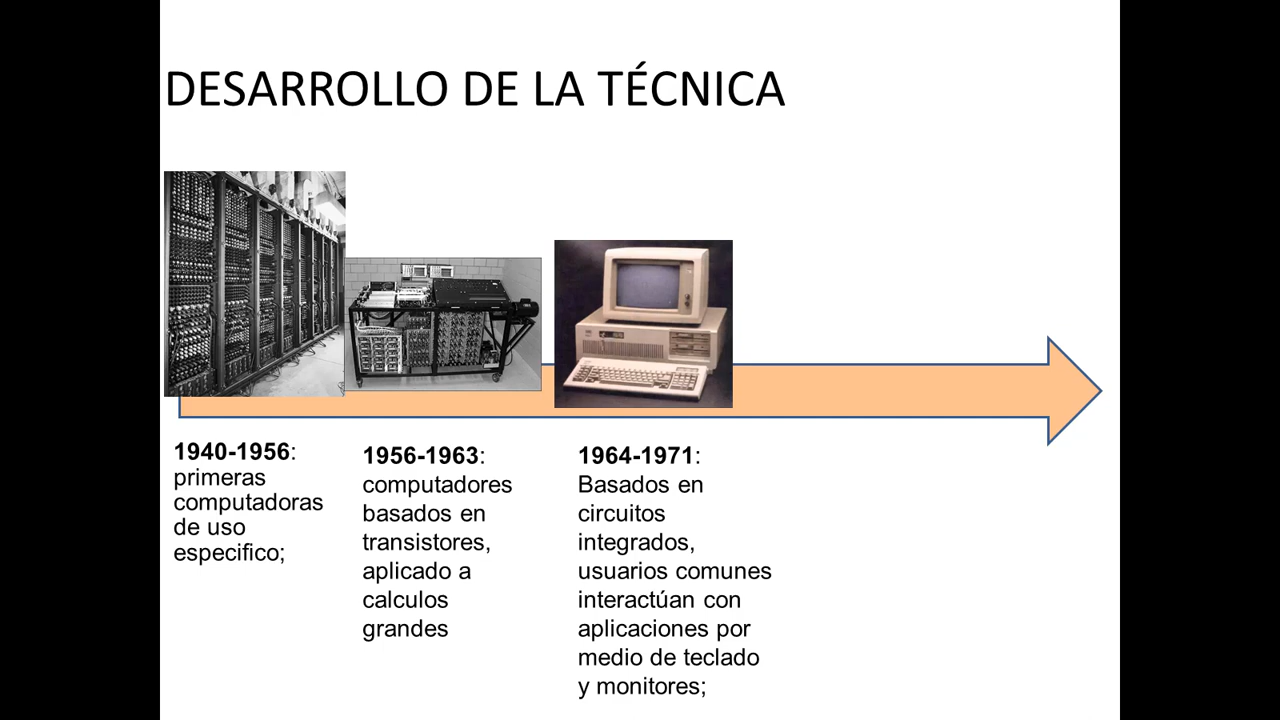 DESARROLLO DE LA TÉCNICA
1940-1956:
primeras
computadoras
de uso
especifico;
1956-1963:
computadores
basados en
transistores,
aplicado a
calculos
grandes
1964-1971:
Basados en
circuitos
integrados,
usuarios comunes
interactúan con
aplicaciones por
medio de teclado
y monitores;